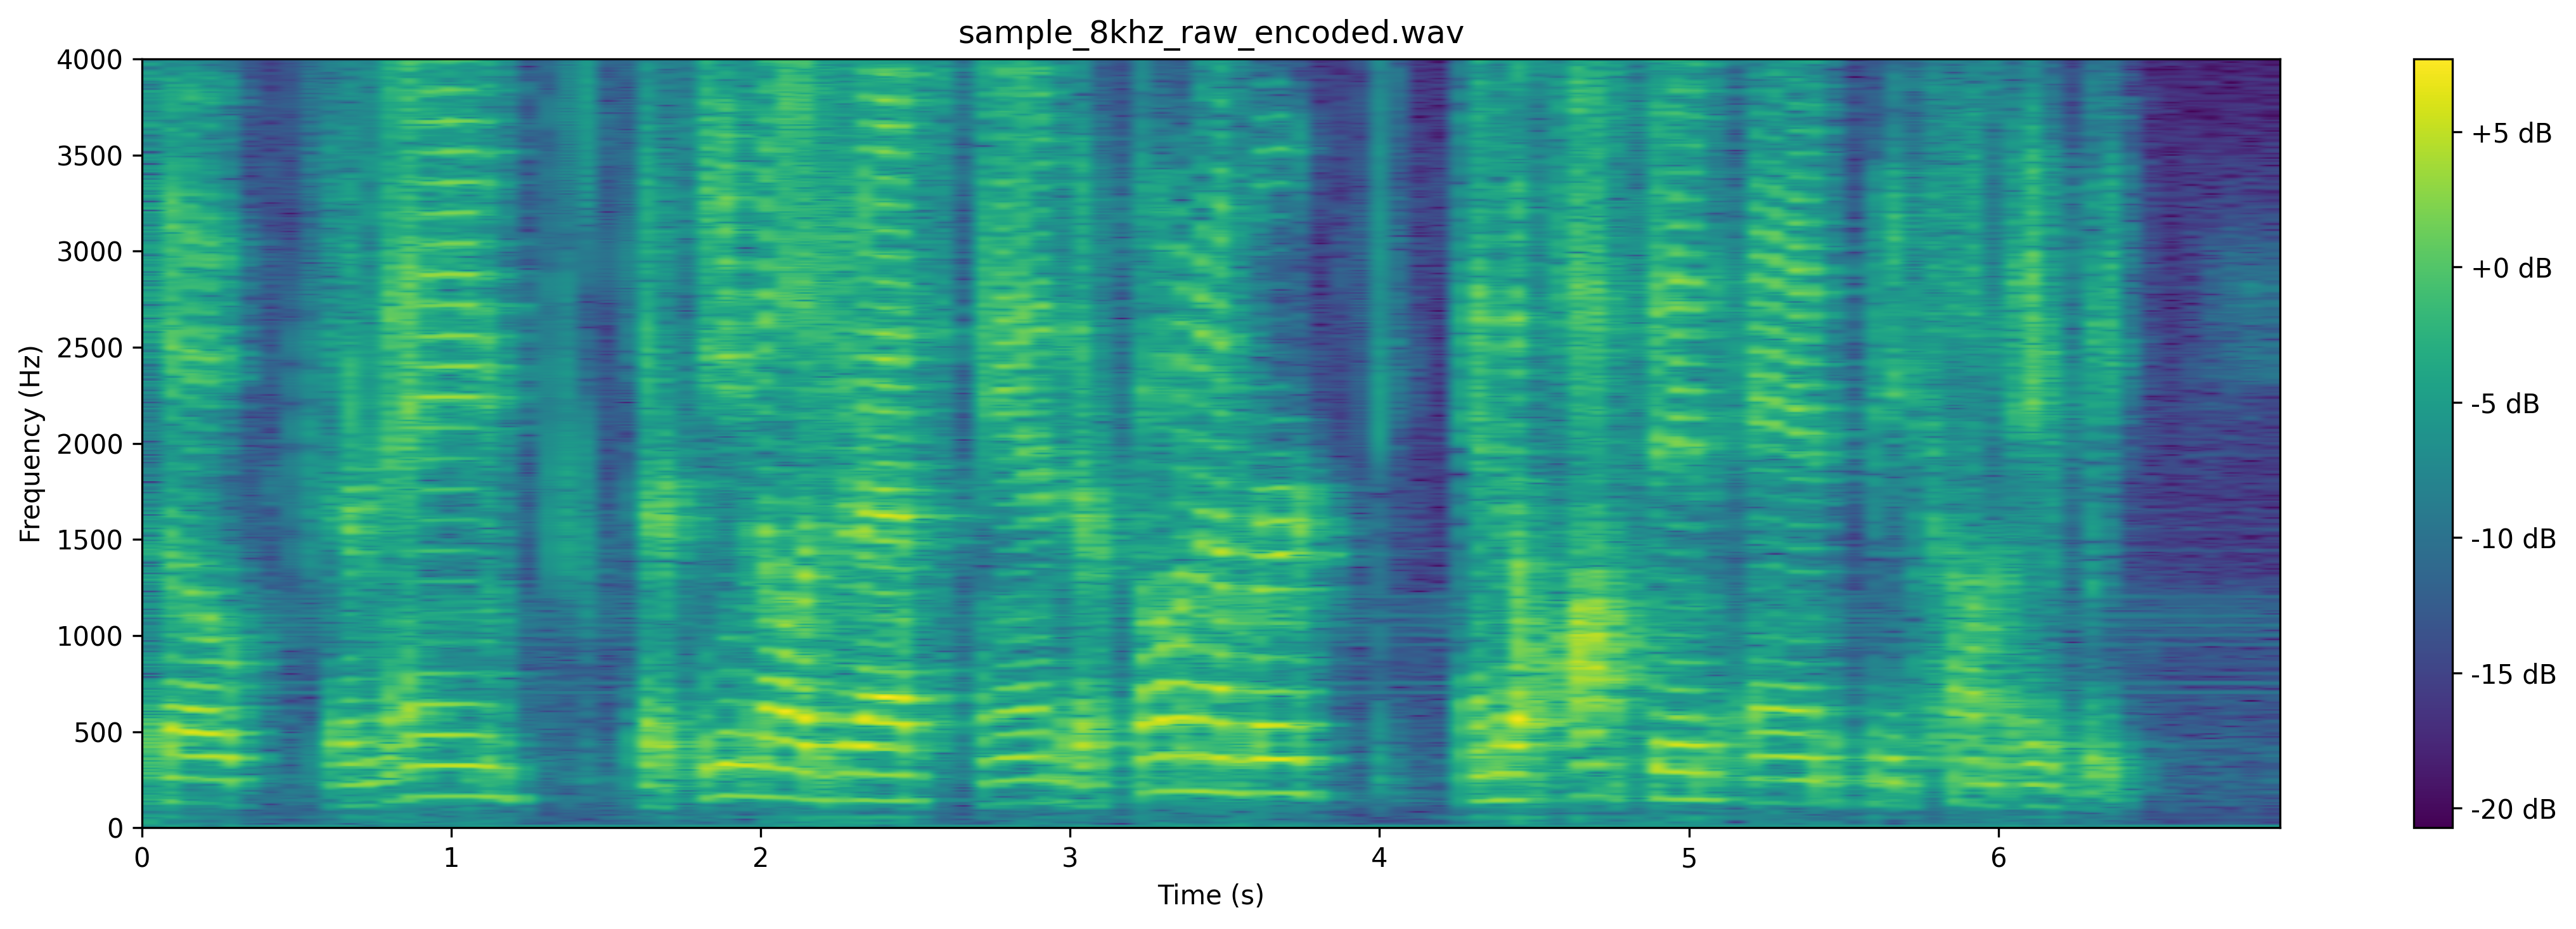 sample_8khz_raw_encoded.wav
4000
3500
3000
2500
2000
1500
1000
500
0
Frequency (Hz)
0 1 2 3 4 5 6
Time (s)
+5 dB
+0 dB
-5 dB
-10 dB
-15 dB
-20 dB